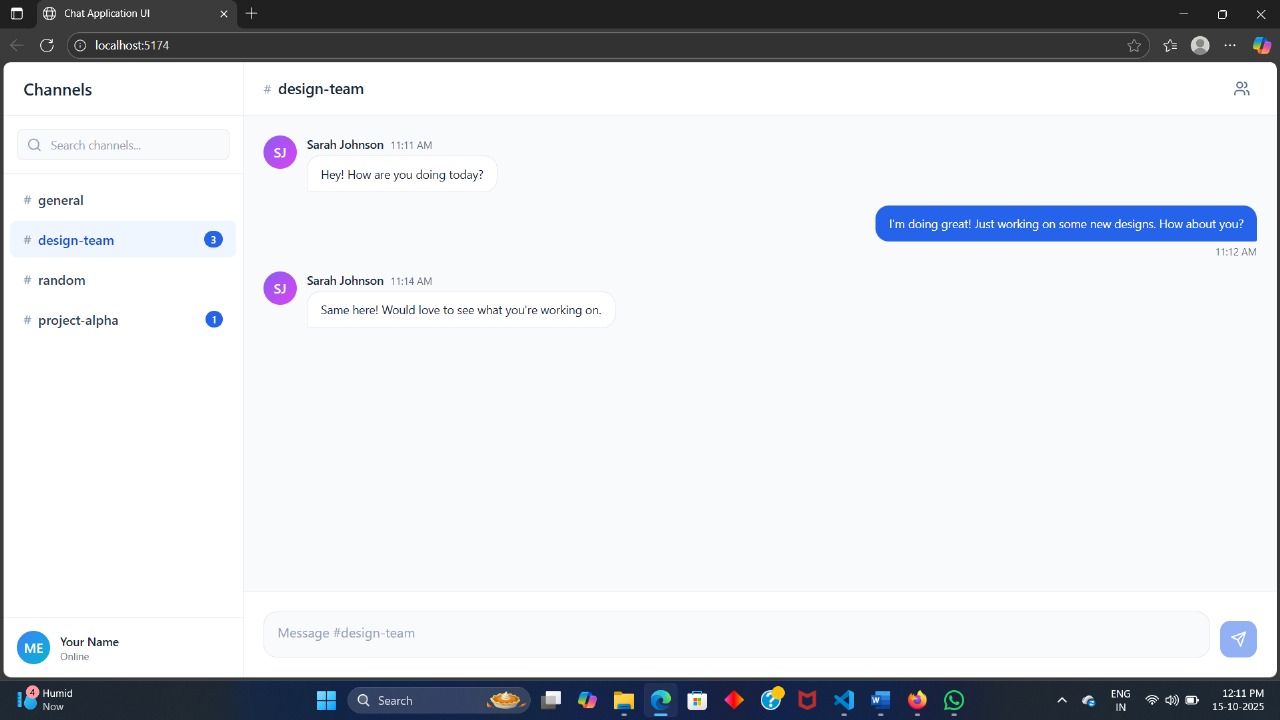 Chat Application UI
localhost:5174
Channels
Search channels...
# general
# design-team 3
# random
# project-alpha 1
ME
Your Name
Online
# design-team
SJ
Sarah Johnson 11:11 AM
Hey! How are you doing today?
I'm doing great! Just working on some new designs. How about you?
11:12 AM
SJ
Sarah Johnson 11:14 AM
Same here! Would love to see what you're working on.
Message #design-team
4
Humid
Now
Search
W
ENG
IN
12:11 PM
15-10-2025